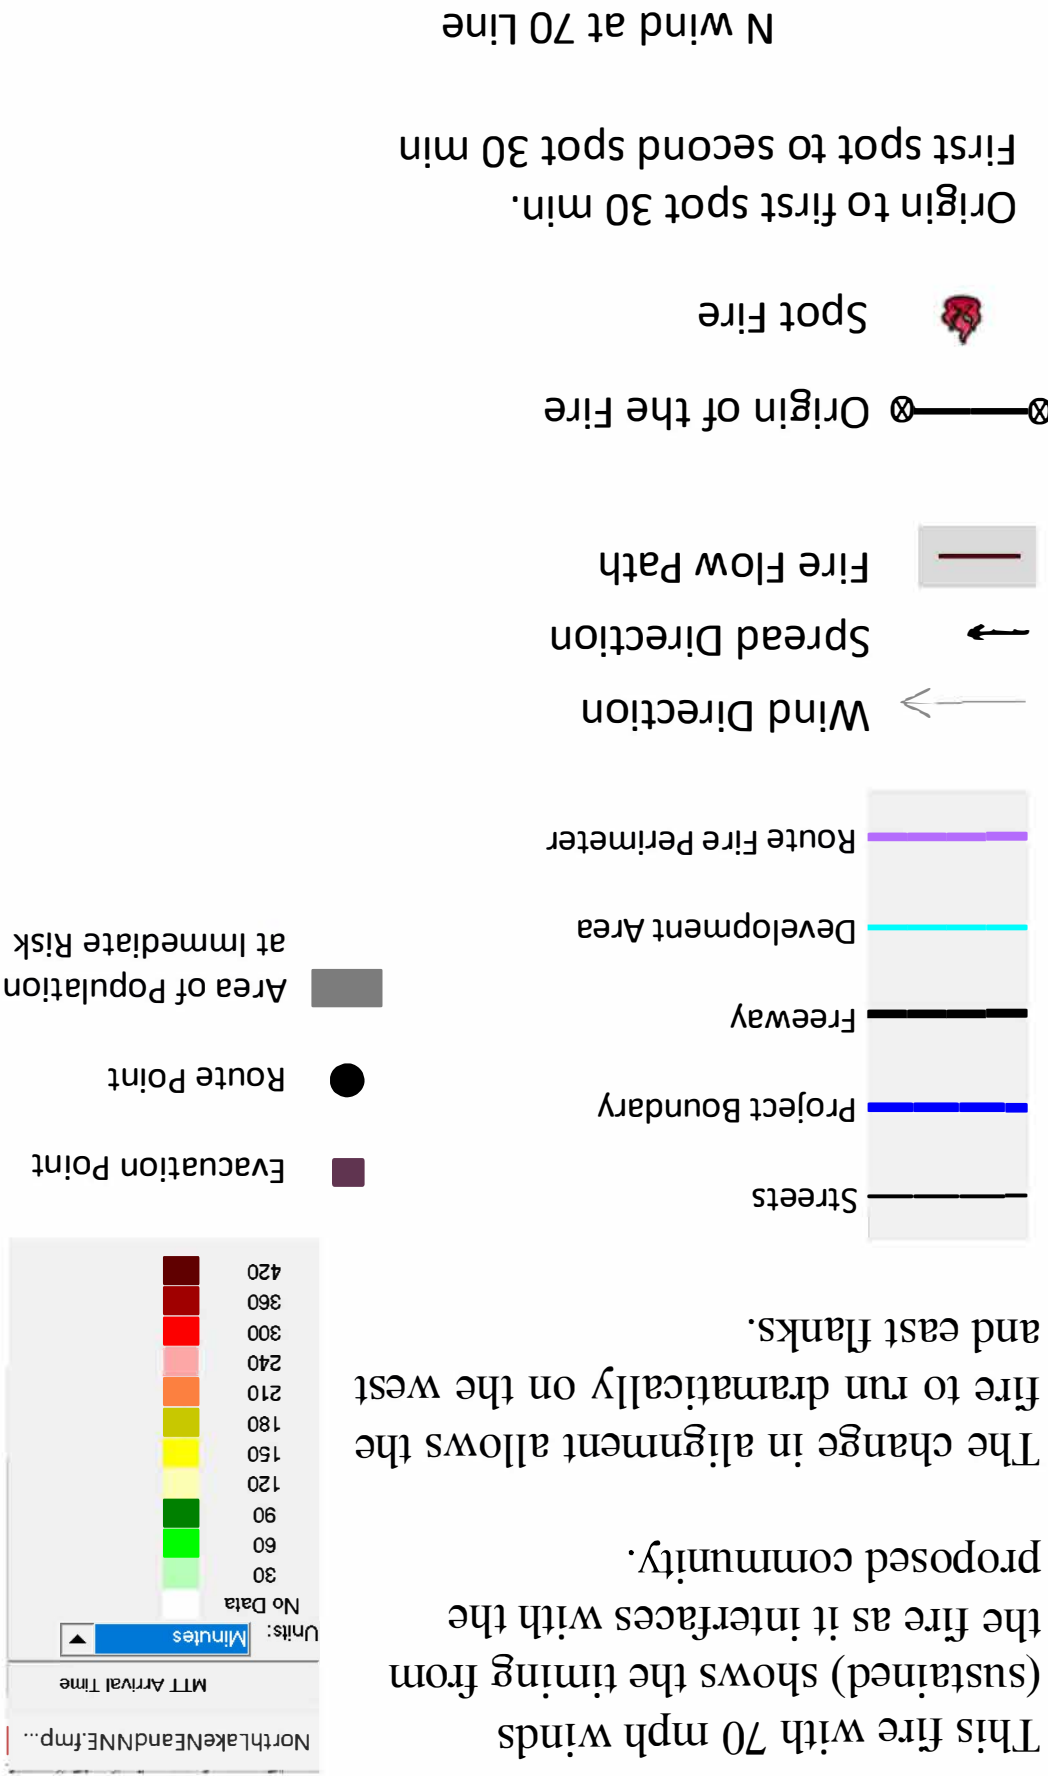 This fire with 70 mph winds
(sustained) shows the timing from
the fire as it interfaces with the
proposed community.
The change in alignment allows the
fire to run dramatically on the west
and east flanks.
NorthLakeNEandNNE.fmp...
MTT Arrival Time
Units: Minutes
No Data
30
60
90
120
150
180
210
240
300
360
420
Streets
Project Boundary
Freeway
Development Area
Route Fire Perimeter
Evacuation Point
Route Point
Area of Population
at Immediate Risk
Wind Direction
Spread Direction
Fire Flow Path
Origin of the Fire
Spot Fire
Origin to first spot 30 min.
First spot to second spot 30 min
N wind at 70 Line